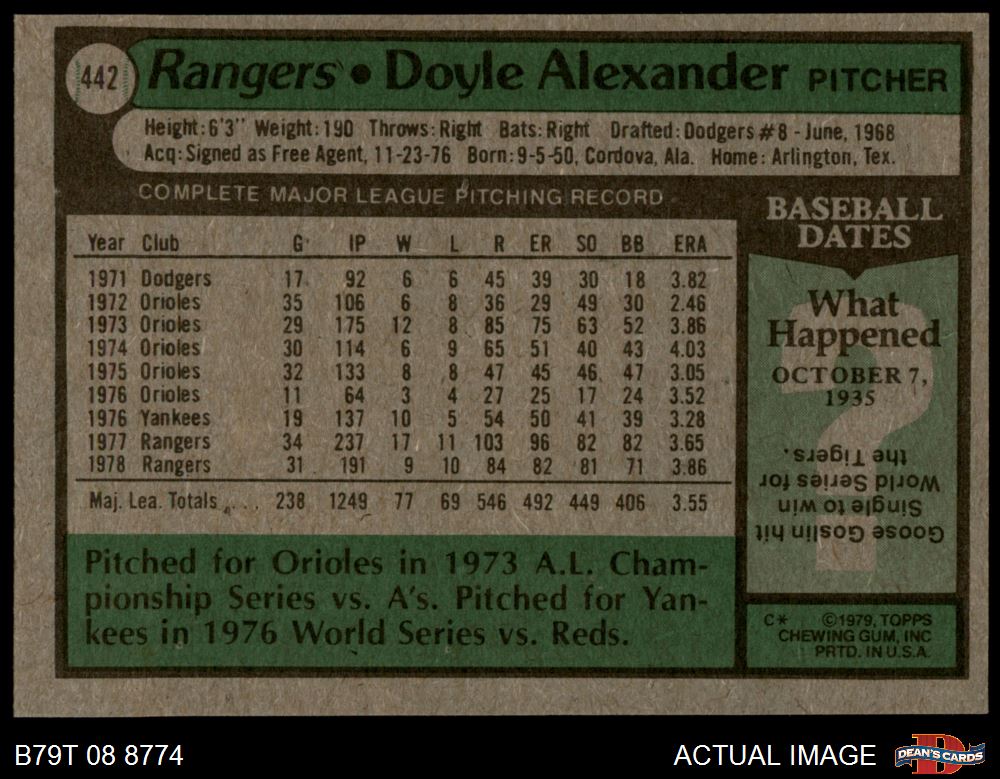 442 Rangers • Doyle Alexander PITCHER
Height: 6'3" Weight: 190 Throws: Right Bats: Right Drafted: Dodgers #8 - June, 1968
Acq: Signed as Free Agent, 11-23-76 Born: 9-5-50, Cordova, Ala. Home: Arlington, Tex.
COMPLETE MAJOR LEAGUE PITCHING RECORD
Year Club G IP W L R ER SO BB ERA
1971 Dodgers 17 92 6 6 45 39 30 18 3.82
1972 Orioles 35 106 6 8 36 29 49 30 2.46
1973 Orioles 29 175 12 8 85 75 63 52 3.86
1974 Orioles 30 114 6 9 65 51 40 43 4.03
1975 Orioles 32 133 8 8 47 45 46 47 3.05
1976 Orioles 11 64 3 4 27 25 17 24 3.52
1976 Yankees 19 137 10 5 54 50 41 39 3.28
1977 Rangers 34 237 17 11 103 96 82 82 3.65
1978 Rangers 31 191 9 10 84 82 81 71 3.86
Maj. Lea. Totals . . . . 238 1249 77 69 546 492 449 406 3.55
Pitched for Orioles in 1973 A.L. Cham-
pionship Series vs. A's. Pitched for Yan-
kees in 1976 World Series vs. Reds.
BASEBALL
DATES
What
Happened
OCTOBER 7,
1935
?
Goose Goslin hit
Single to win
World Series for
the Tigers.
C* ©1979, TOPPS
CHEWING GUM, INC
PRTD. IN U.S.A.
B79T 08 8774 ACTUAL IMAGE DEAN'S CARDS